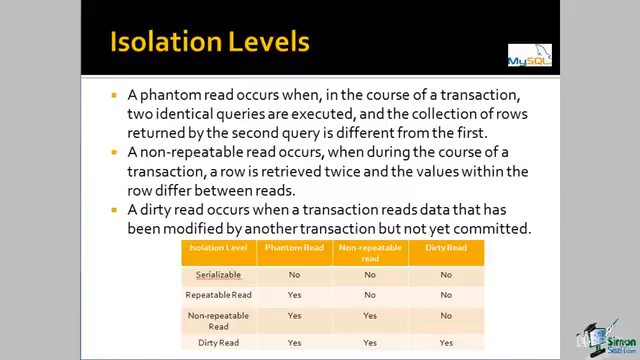 Isolation Levels
MySQL
A phantom read occurs when, in the course of a transaction,
two identical queries are executed, and the collection of rows
returned by the second query is different from the first.
A non-repeatable read occurs, when during the course of a
transaction, a row is retrieved twice and the values within the
row differ between reads.
A dirty read occurs when a transaction reads data that has
been modified by another transaction but not yet committed.
Isolation Level Phantom Read Non-repeatable read Dirty Read
Serializable No No No
Repeatable Read Yes No No
Non-repeatable Read Yes Yes No
Dirty Read Yes Yes Yes
Simon